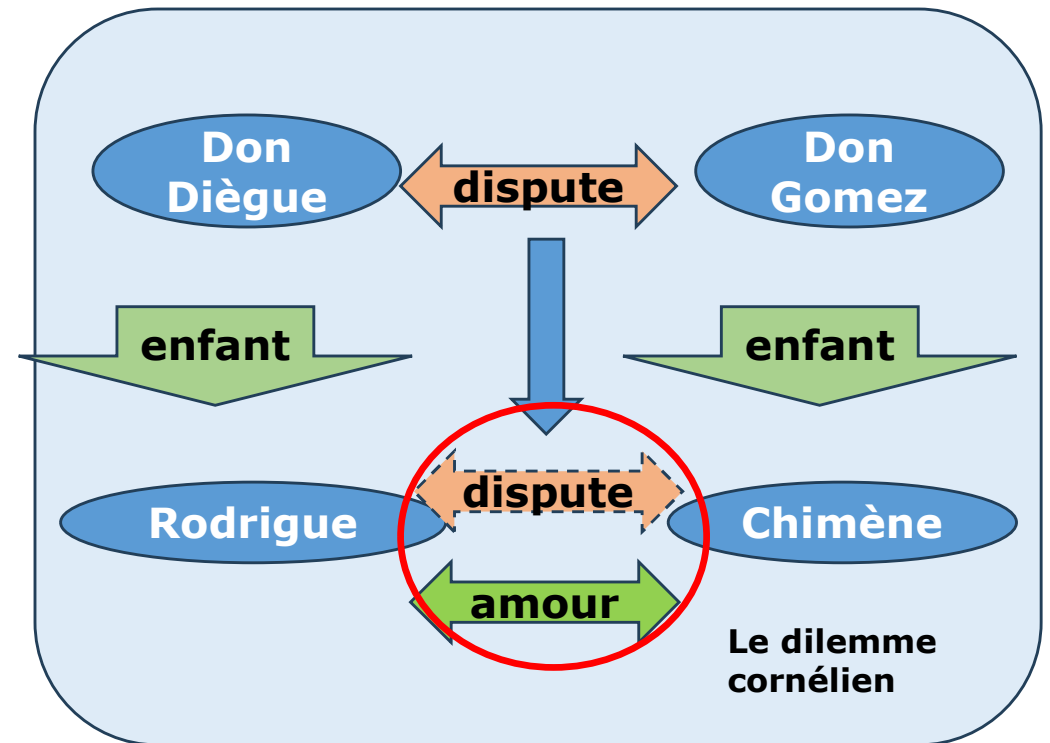 Don
Diègue
dispute
Don
Gomez
enfant
enfant
dispute
Rodrigue
Chimène
amour
Le dilemme
cornélien